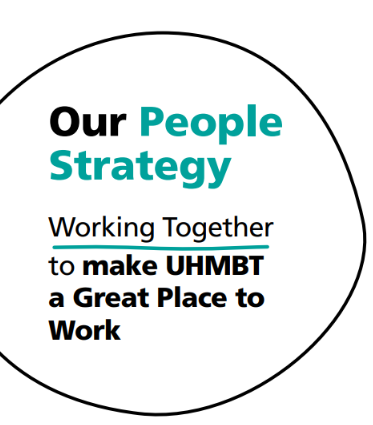 Our People
Strategy
Working Together
to make UHMBT
a Great Place to
Work